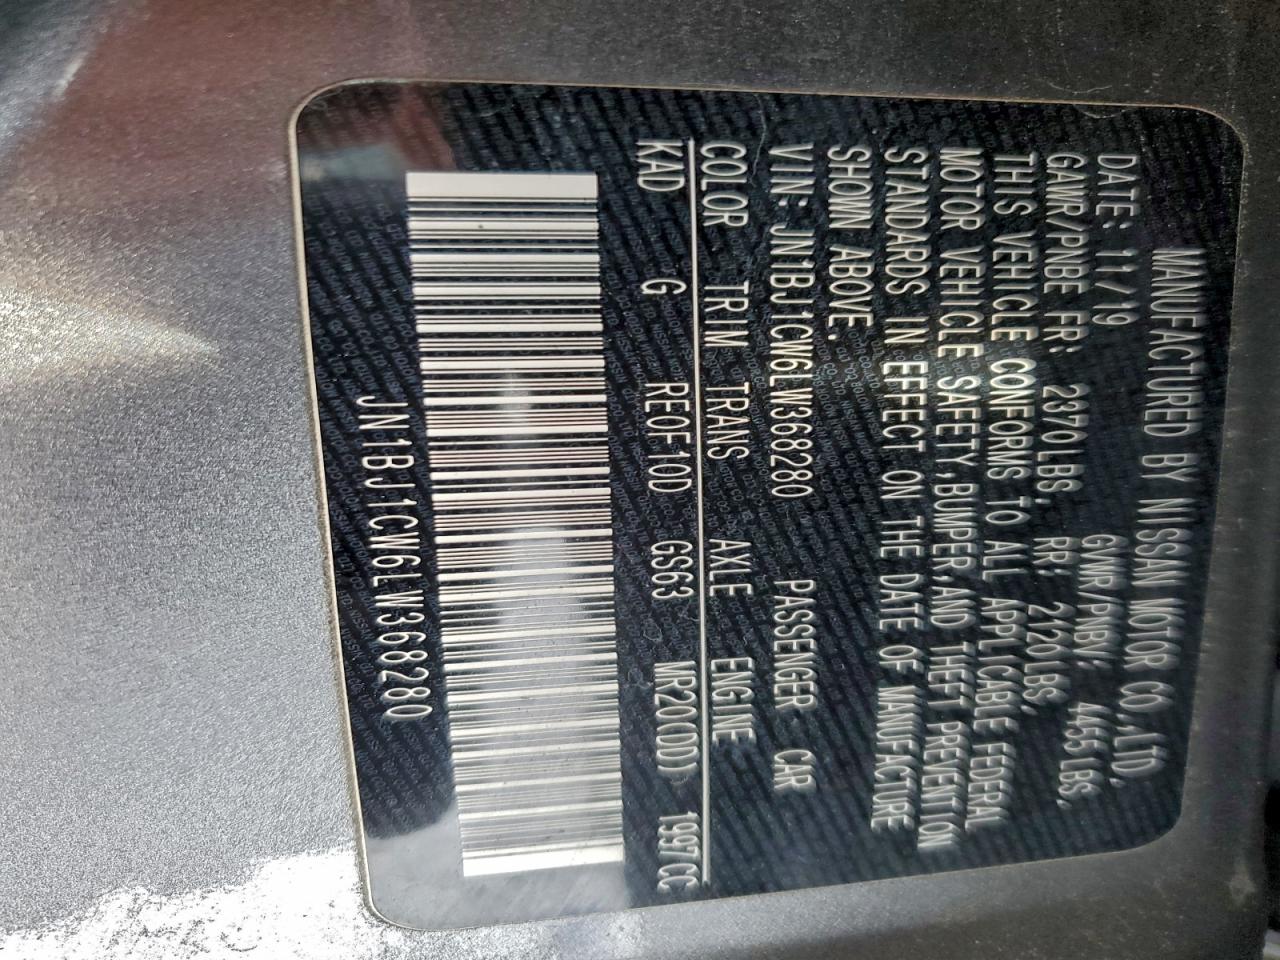 MANUFACTURED BY NISSAN MOTOR CO.,LTD.
DATE: 11/19 GVWR/PNBV: 4455 LBS,
GAWR/PNBE FR: 2370 LBS, RR: 2120 LBS,
THIS VEHICLE CONFORMS TO ALL APPLICABLE FEDERAL
MOTOR VEHICLE SAFETY, BUMPER, AND THEFT PREVENTION
STANDARDS IN EFFECT ON THE DATE OF MANUFACTURE
SHOWN ABOVE.
VIN: JN1BJ1CW6LW368280 PASSENGER CAR
COLOR TRIM TRANS AXLE ENGINE
KAD G RE0F10D GS63 MR20(DD) 1997CC
JN1BJ1CW6LW368280